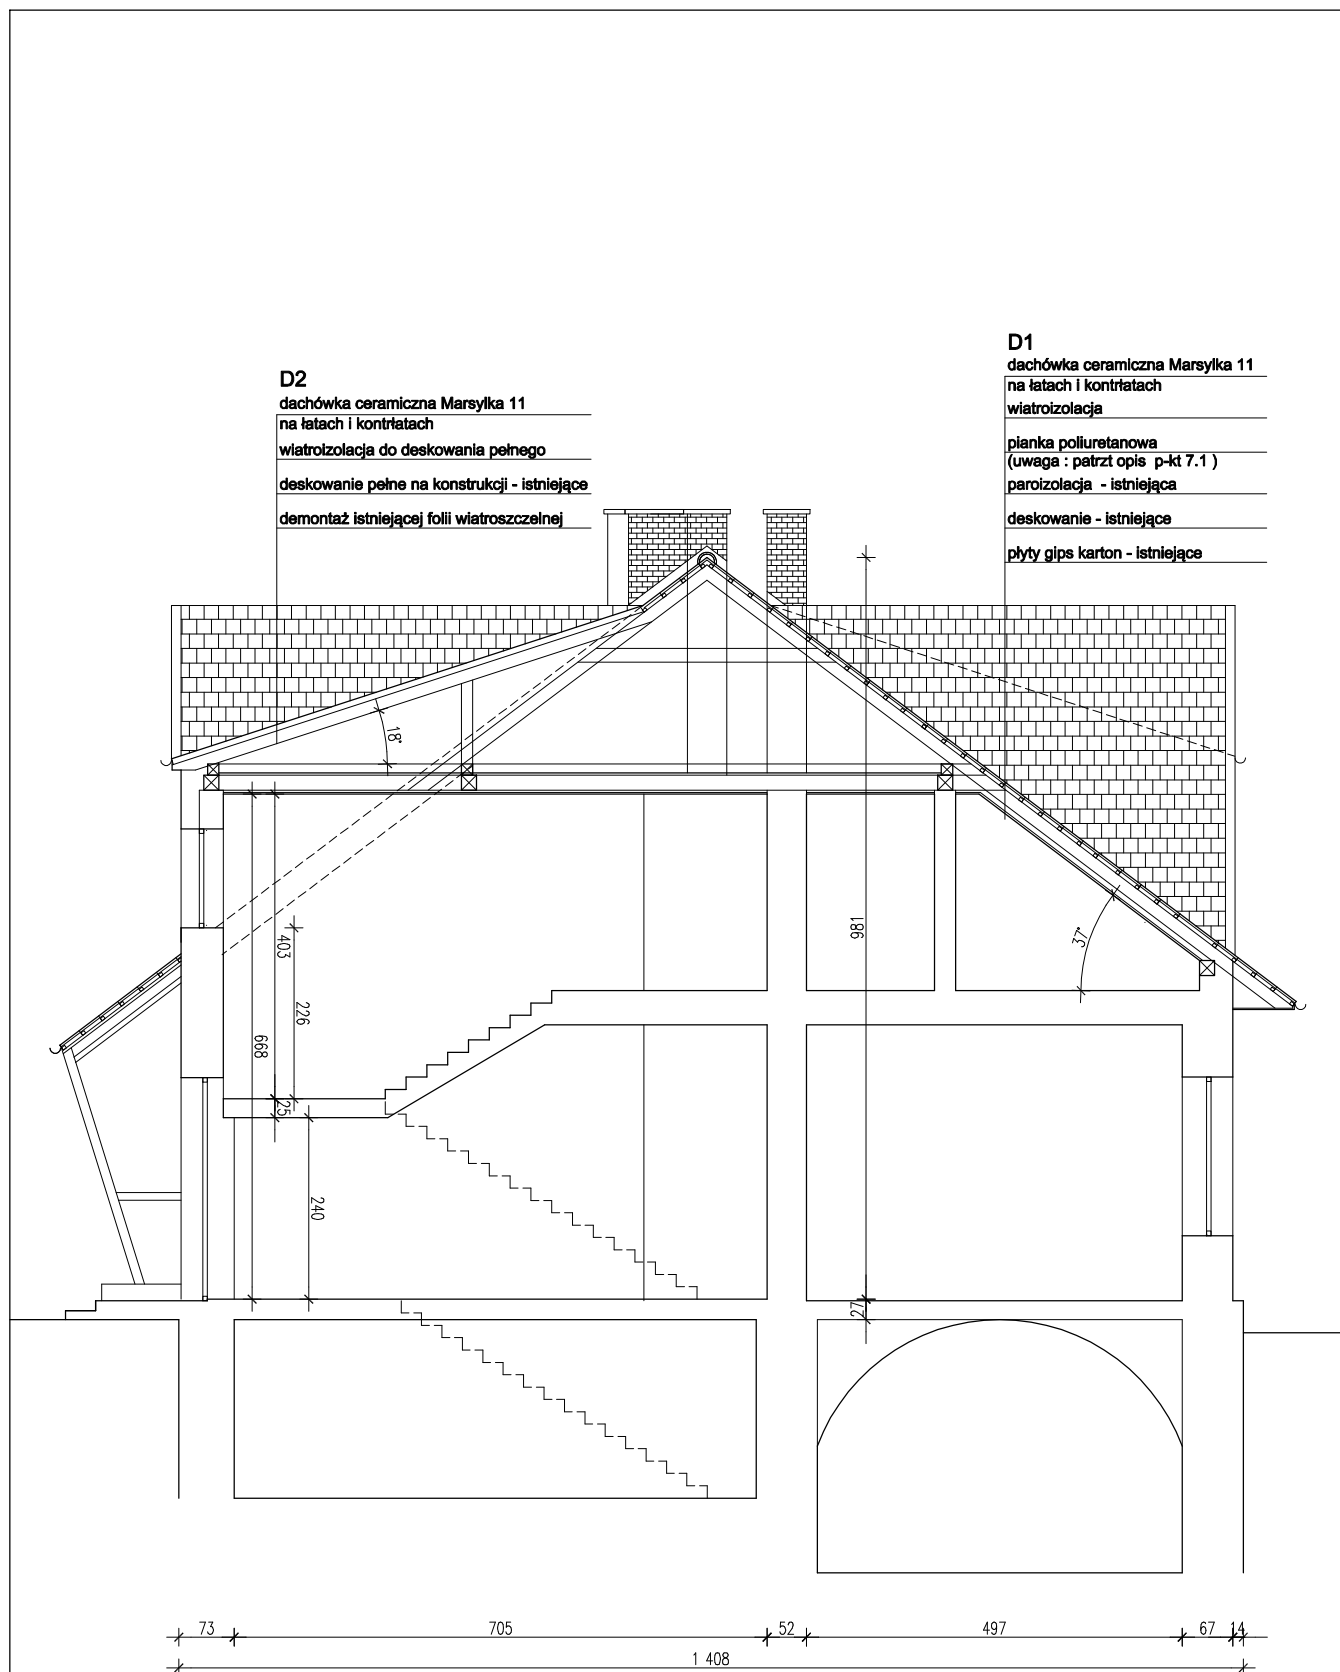 D1
dachówka ceramiczna Marsylka 11
na łatach i kontrłatach
wiatroizolacja
pianka poliuretanowa
(uwaga : patrzt opis p-kt 7.1 )
paroizolacja - istniejąca
deskowanie - istniejące
płyty gips karton - istniejące
D2
dachówka ceramiczna Marsylka 11
na łatach i kontrłatach
wiatroizolacja do deskowania pełnego
deskowanie pełne na konstrukcji - istniejące
demontaż istniejącej folii wiatroszczelnej
18°
37°
981
403
226
668
25
240
27
73
705
52
497
67
14
1 408